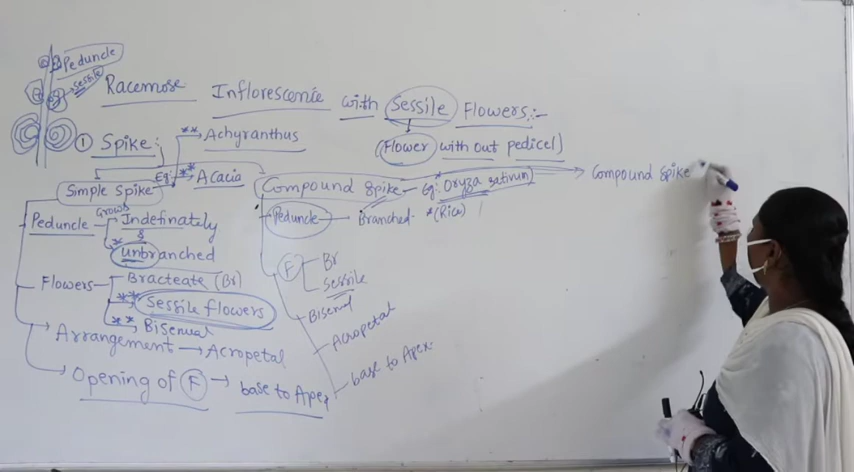 Peduncle
sessile
Racemose Inflorescence with Sessile Flowers:-
(Flower with out pedicel)
① Spike:
** Achyranthus
Eg: ** Acacia
Simple Spike
Compound Spike - Eg: Oryza sativum
*(Rice)
Compound Spike
Peduncle
Grows Indefinately
&
* unbranched
Flowers
Bracteate (Br)
** Sessile flowers
** Bisexual
Arrangement → Acropetal
Opening of F → base to Apex
Peduncle - Branched
F
Br
Sessile
Bisexual
Acropetal
base to Apex